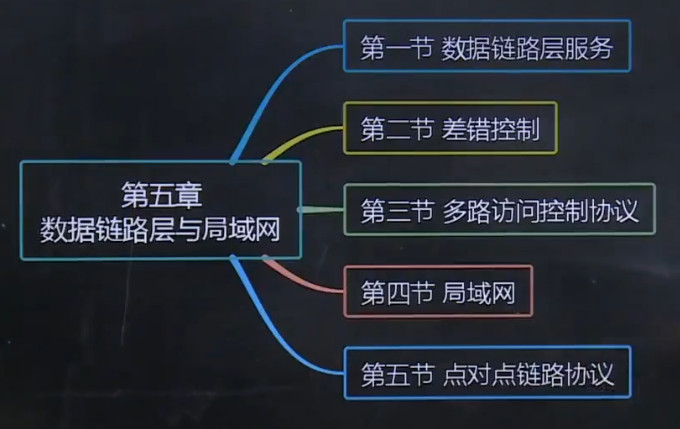 第五章
数据链路层与局域网
第一节 数据链路层服务
第二节 差错控制
第三节 多路访问控制协议
第四节 局域网
第五节 点对点链路协议